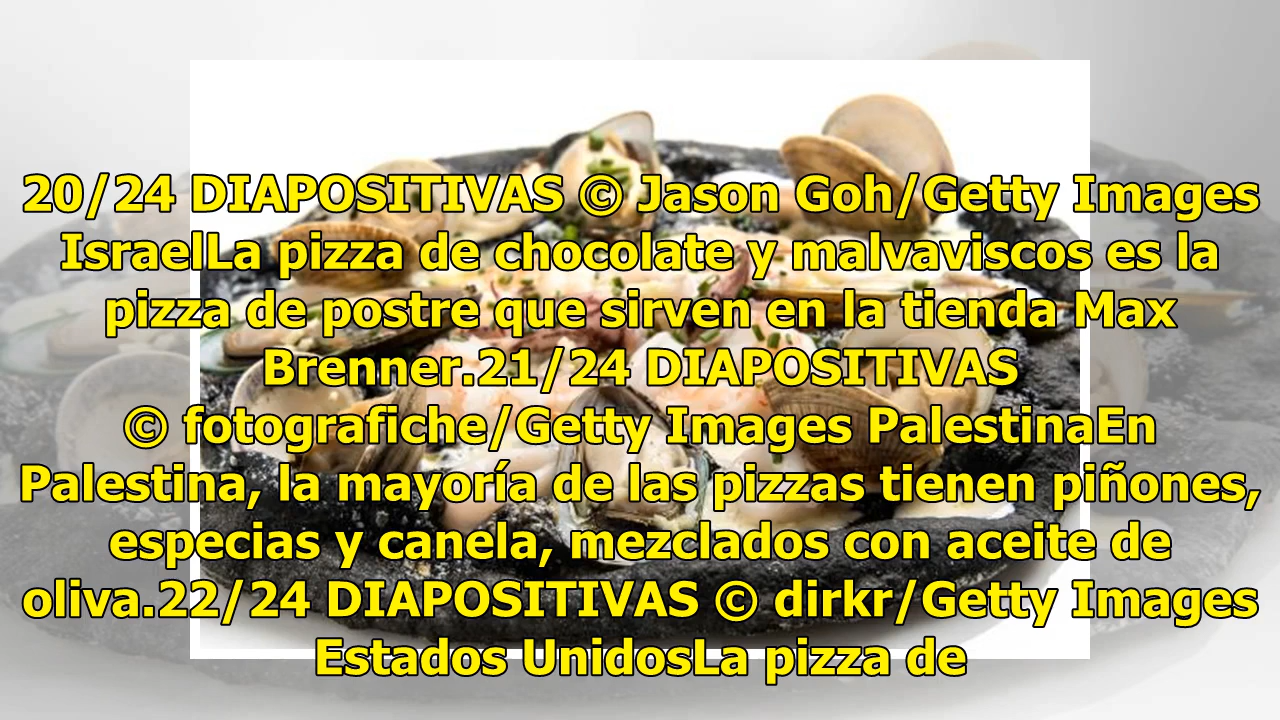 20/24 DIAPOSITIVAS © Jason Goh/Getty Images
IsraelLa pizza de chocolate y malvaviscos es la
pizza de postre que sirven en la tienda Max
Brenner.21/24 DIAPOSITIVAS
© fotografiche/Getty Images PalestinaEn
Palestina, la mayoría de las pizzas tienen piñones,
especias y canela, mezclados con aceite de
oliva.22/24 DIAPOSITIVAS © dirkr/Getty Images
Estados UnidosLa pizza de